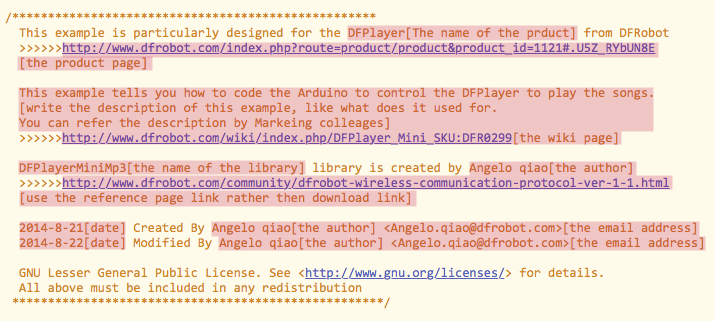 /***************************************************
This example is particularly designed for the DFPlayer[The name of the prduct] from DFRobot
>>>>>>http://www.dfrobot.com/index.php?route=product/product&product_id=1121#.U5Z_RYbUN8E
[the product page]
This example tells you how to code the Arduino to control the DFPlayer to play the songs.
[write the description of this example, like what does it used for.
You can refer the description by Markeing colleages]
>>>>>>http://www.dfrobot.com/wiki/index.php/DFPlayer_Mini_SKU:DFR0299[the wiki page]
DFPlayerMiniMp3[the name of the library] library is created by Angelo qiao[the author]
>>>>>>http://www.dfrobot.com/community/dfrobot-wireless-communication-protocol-ver-1-1.html
[use the reference page link rather then download link]
2014-8-21[date] Created By Angelo qiao[the author] <Angelo.qiao@dfrobot.com>[the email address]
2014-8-22[date] Modified By Angelo qiao[the author] <Angelo.qiao@dfrobot.com>[the email address]
GNU Lesser General Public License. See <http://www.gnu.org/licenses/> for details.
All above must be included in any redistribution
****************************************************/